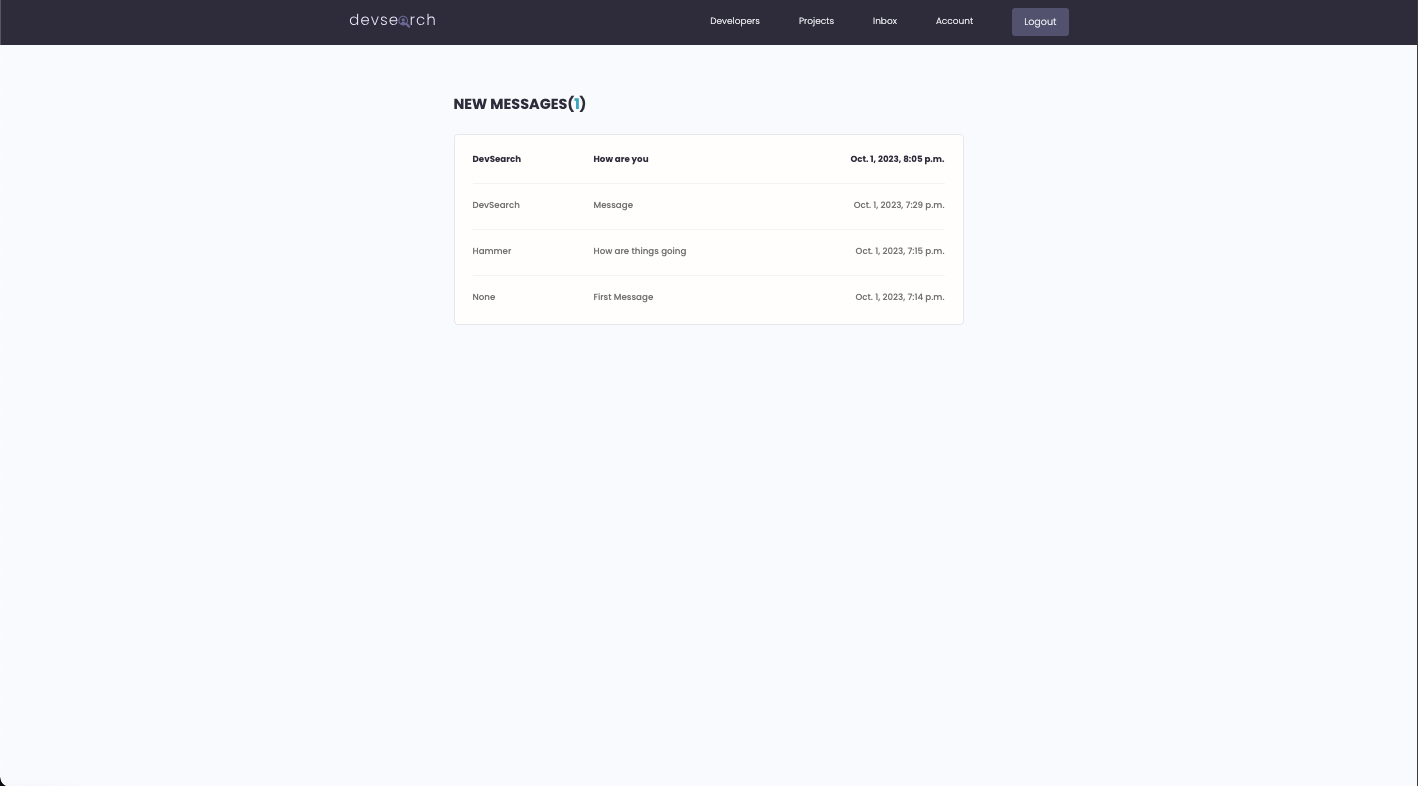 devsearch Developers Projects Inbox Account Logout
NEW MESSAGES(1)
DevSearch How are you Oct. 1, 2023, 8:05 p.m.
DevSearch Message Oct. 1, 2023, 7:29 p.m.
Hammer How are things going Oct. 1, 2023, 7:15 p.m.
None First Message Oct. 1, 2023, 7:14 p.m.